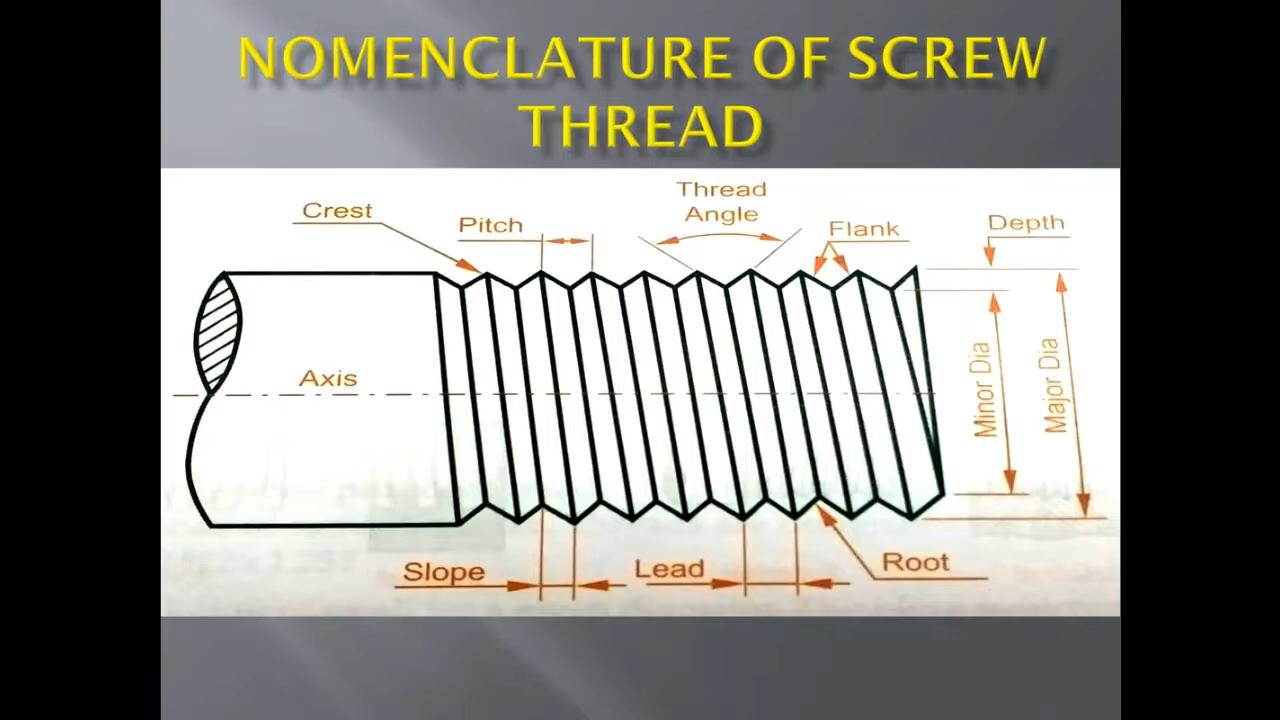 NOMENCLATURE OF SCREW
THREAD
Thread
Angle
Crest
Pitch
Flank
Depth
Axis
Minor Dia
Major Dia
Slope
Lead
Root